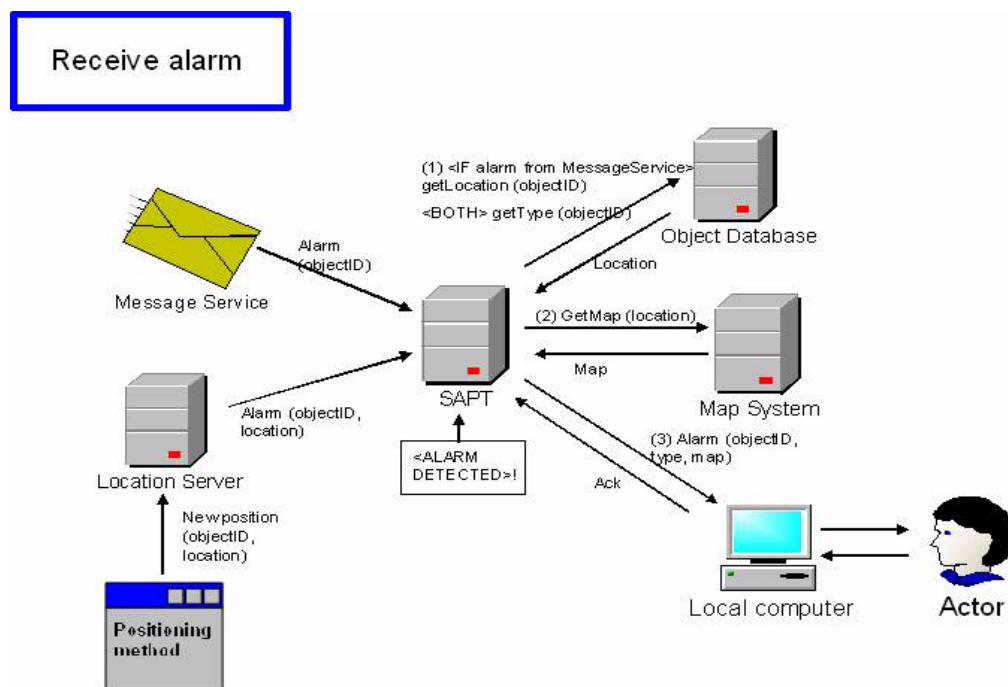 Receive alarm
(1) <IF alarm from MessageService>
getLocation (objectID)
<BOTH> getType (objectID)
Object Database
Location
Alarm
(objectID)
Message Service
(2) GetMap (location)
Map
Map System
SAPT
Alarm (objectID,
location)
<ALARM
DETECTED>!
(3) Alarm (objectID,
type, map)
Ack
Location Server
Newposition
(objectID,
location)
Positioning
method
Local computer
Actor